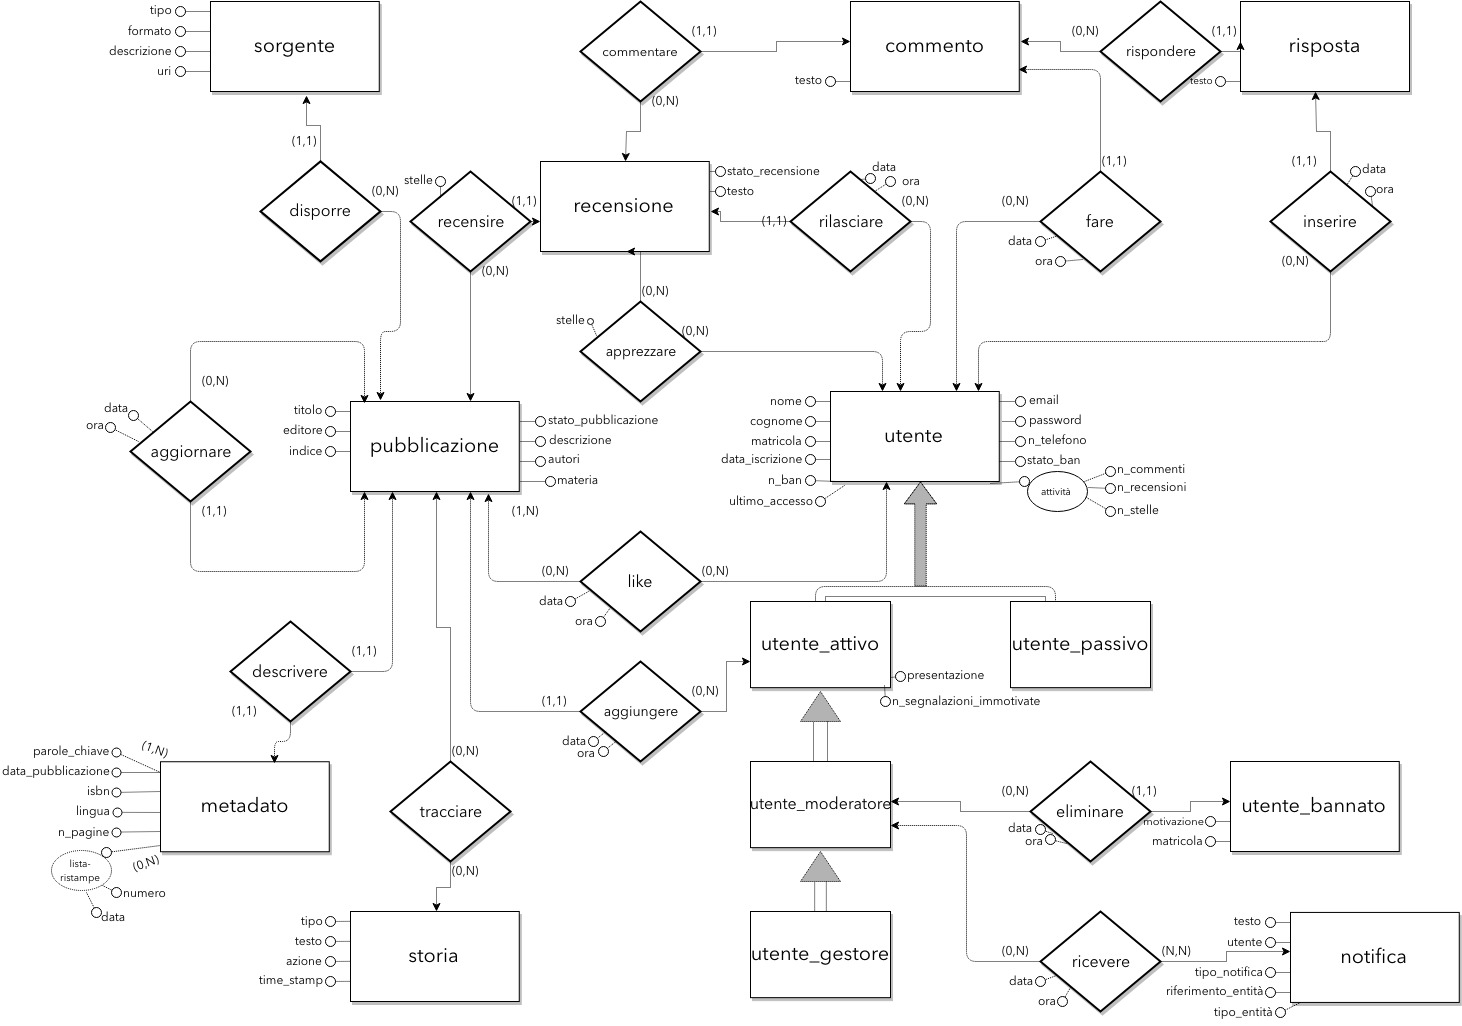 tipo
formato
descrizione
uri
sorgente
commentare
(1,1)
(0,N)
commento
testo
(0,N)
rispondere
(1,1)
testo
risposta
(1,1)
disporre
(0,N)
stelle
recensire
(1,1)
(0,N)
recensione
stato_recensione
testo
(1,1)
rilasciare
data
ora
(0,N)
(0,N)
fare
(1,1)
data
ora
(1,1)
inserire
data
ora
(0,N)
(0,N)
stelle
apprezzare
(0,N)
(0,N)
data
ora
aggiornare
(1,1)
titolo
editore
indice
pubblicazione
stato_pubblicazione
descrizione
autori
materia
(1,N)
nome
cognome
matricola
data_iscrizione
n_ban
ultimo_accesso
utente
email
password
n_telefono
stato_ban
attività
n_commenti
n_recensioni
n_stelle
(0,N)
like
(0,N)
data
ora
utente_attivo
presentazione
n_segnalazioni_immotivate
utente_passivo
descrivere
(1,1)
(1,1)
(1,1)
aggiungere
(0,N)
data
ora
parole_chiave
(1,N)
data_pubblicazione
isbn
lingua
n_pagine
metadato
lista-
ristampe
(0,N)
numero
data
(0,N)
tracciare
(0,N)
utente_moderatore
(0,N)
eliminare
(1,1)
data
ora
utente_bannato
motivazione
matricola
tipo
testo
azione
time_stamp
storia
utente_gestore
(0,N)
ricevere
(N,N)
data
ora
testo
utente
tipo_notifica
riferimento_entità
tipo_entità
notifica